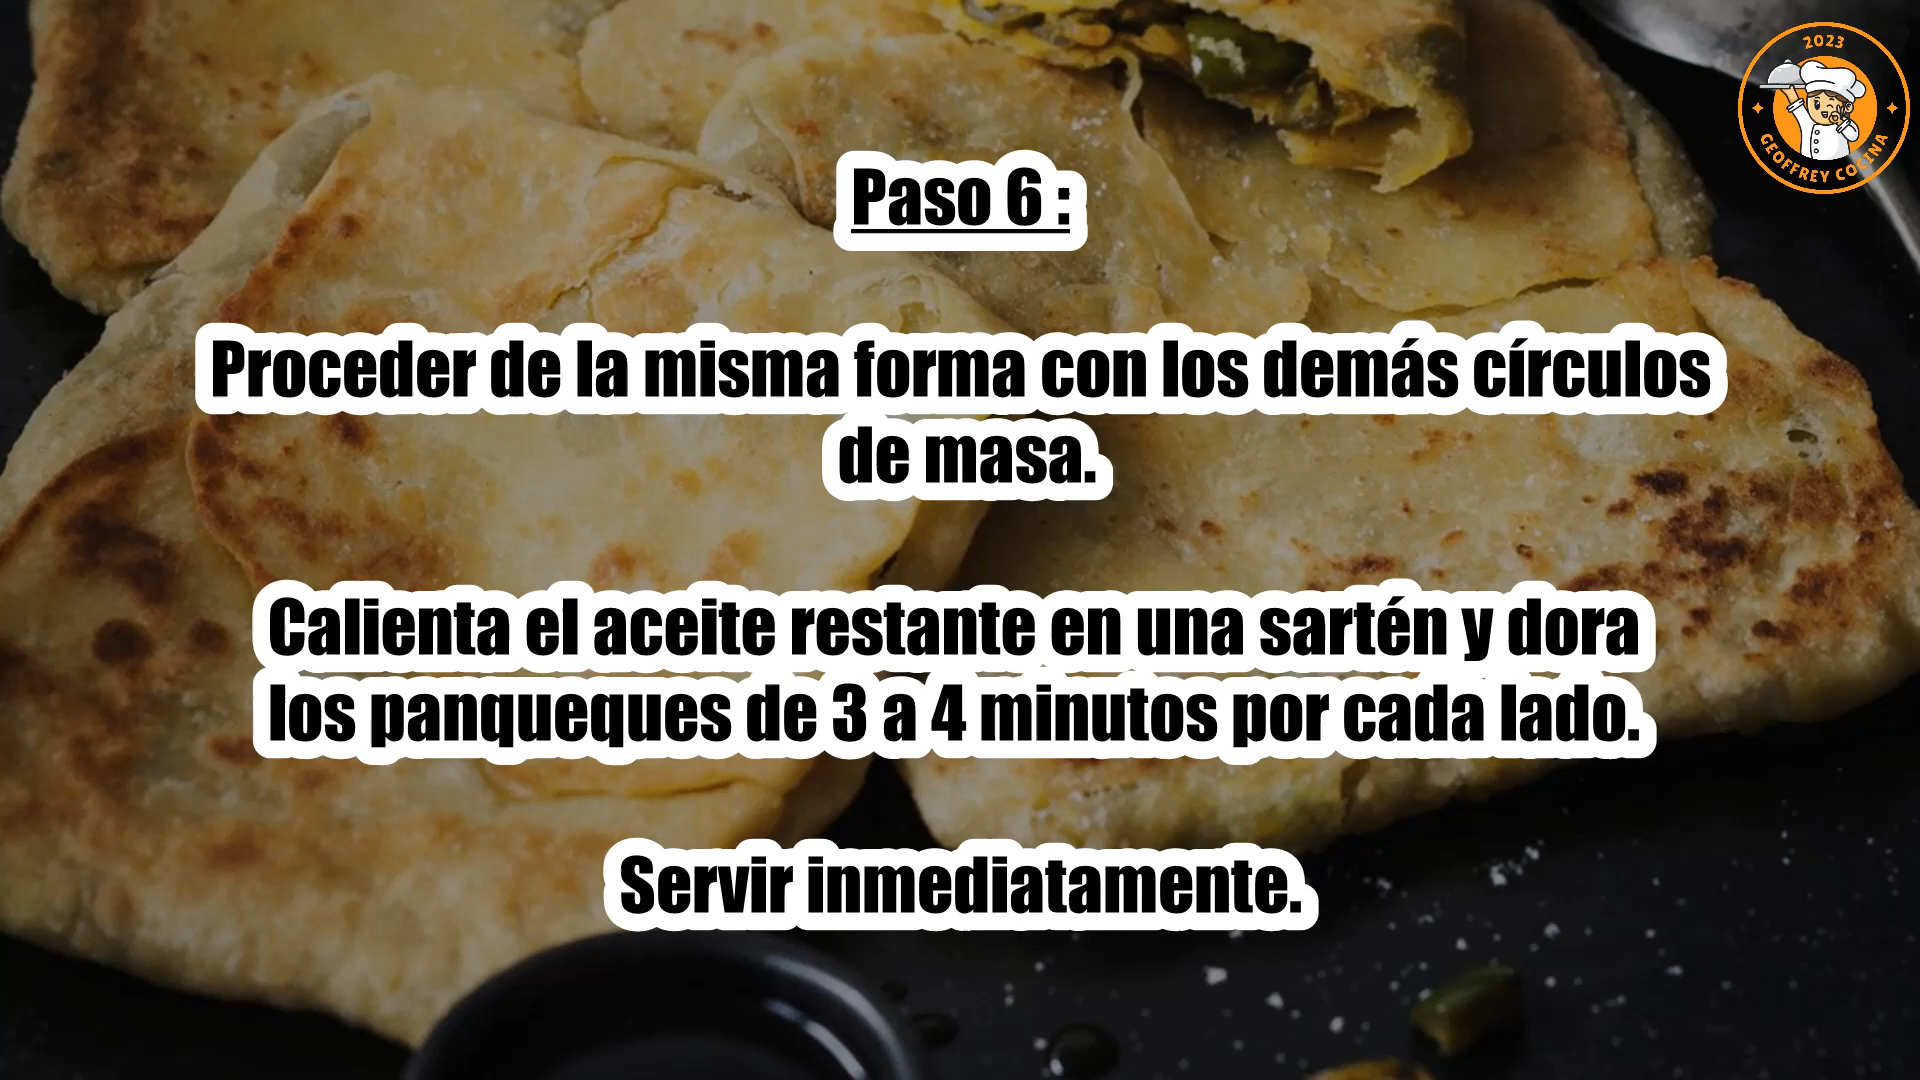 2023
GEOFFREY COCINA
Paso 6 :
Proceder de la misma forma con los demás círculos
de masa.
Calienta el aceite restante en una sartén y dora
los panqueques de 3 a 4 minutos por cada lado.
Servir inmediatamente.